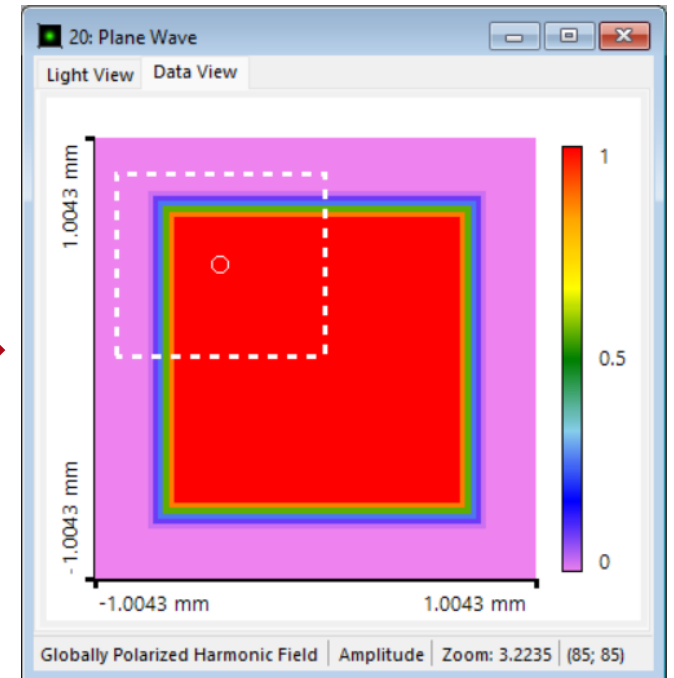 20: Plane Wave
Light View Data View
1.0043 mm
-1.0043 mm
-1.0043 mm 1.0043 mm
1
0.5
0
Globally Polarized Harmonic Field Amplitude Zoom: 3.2235 (85; 85)